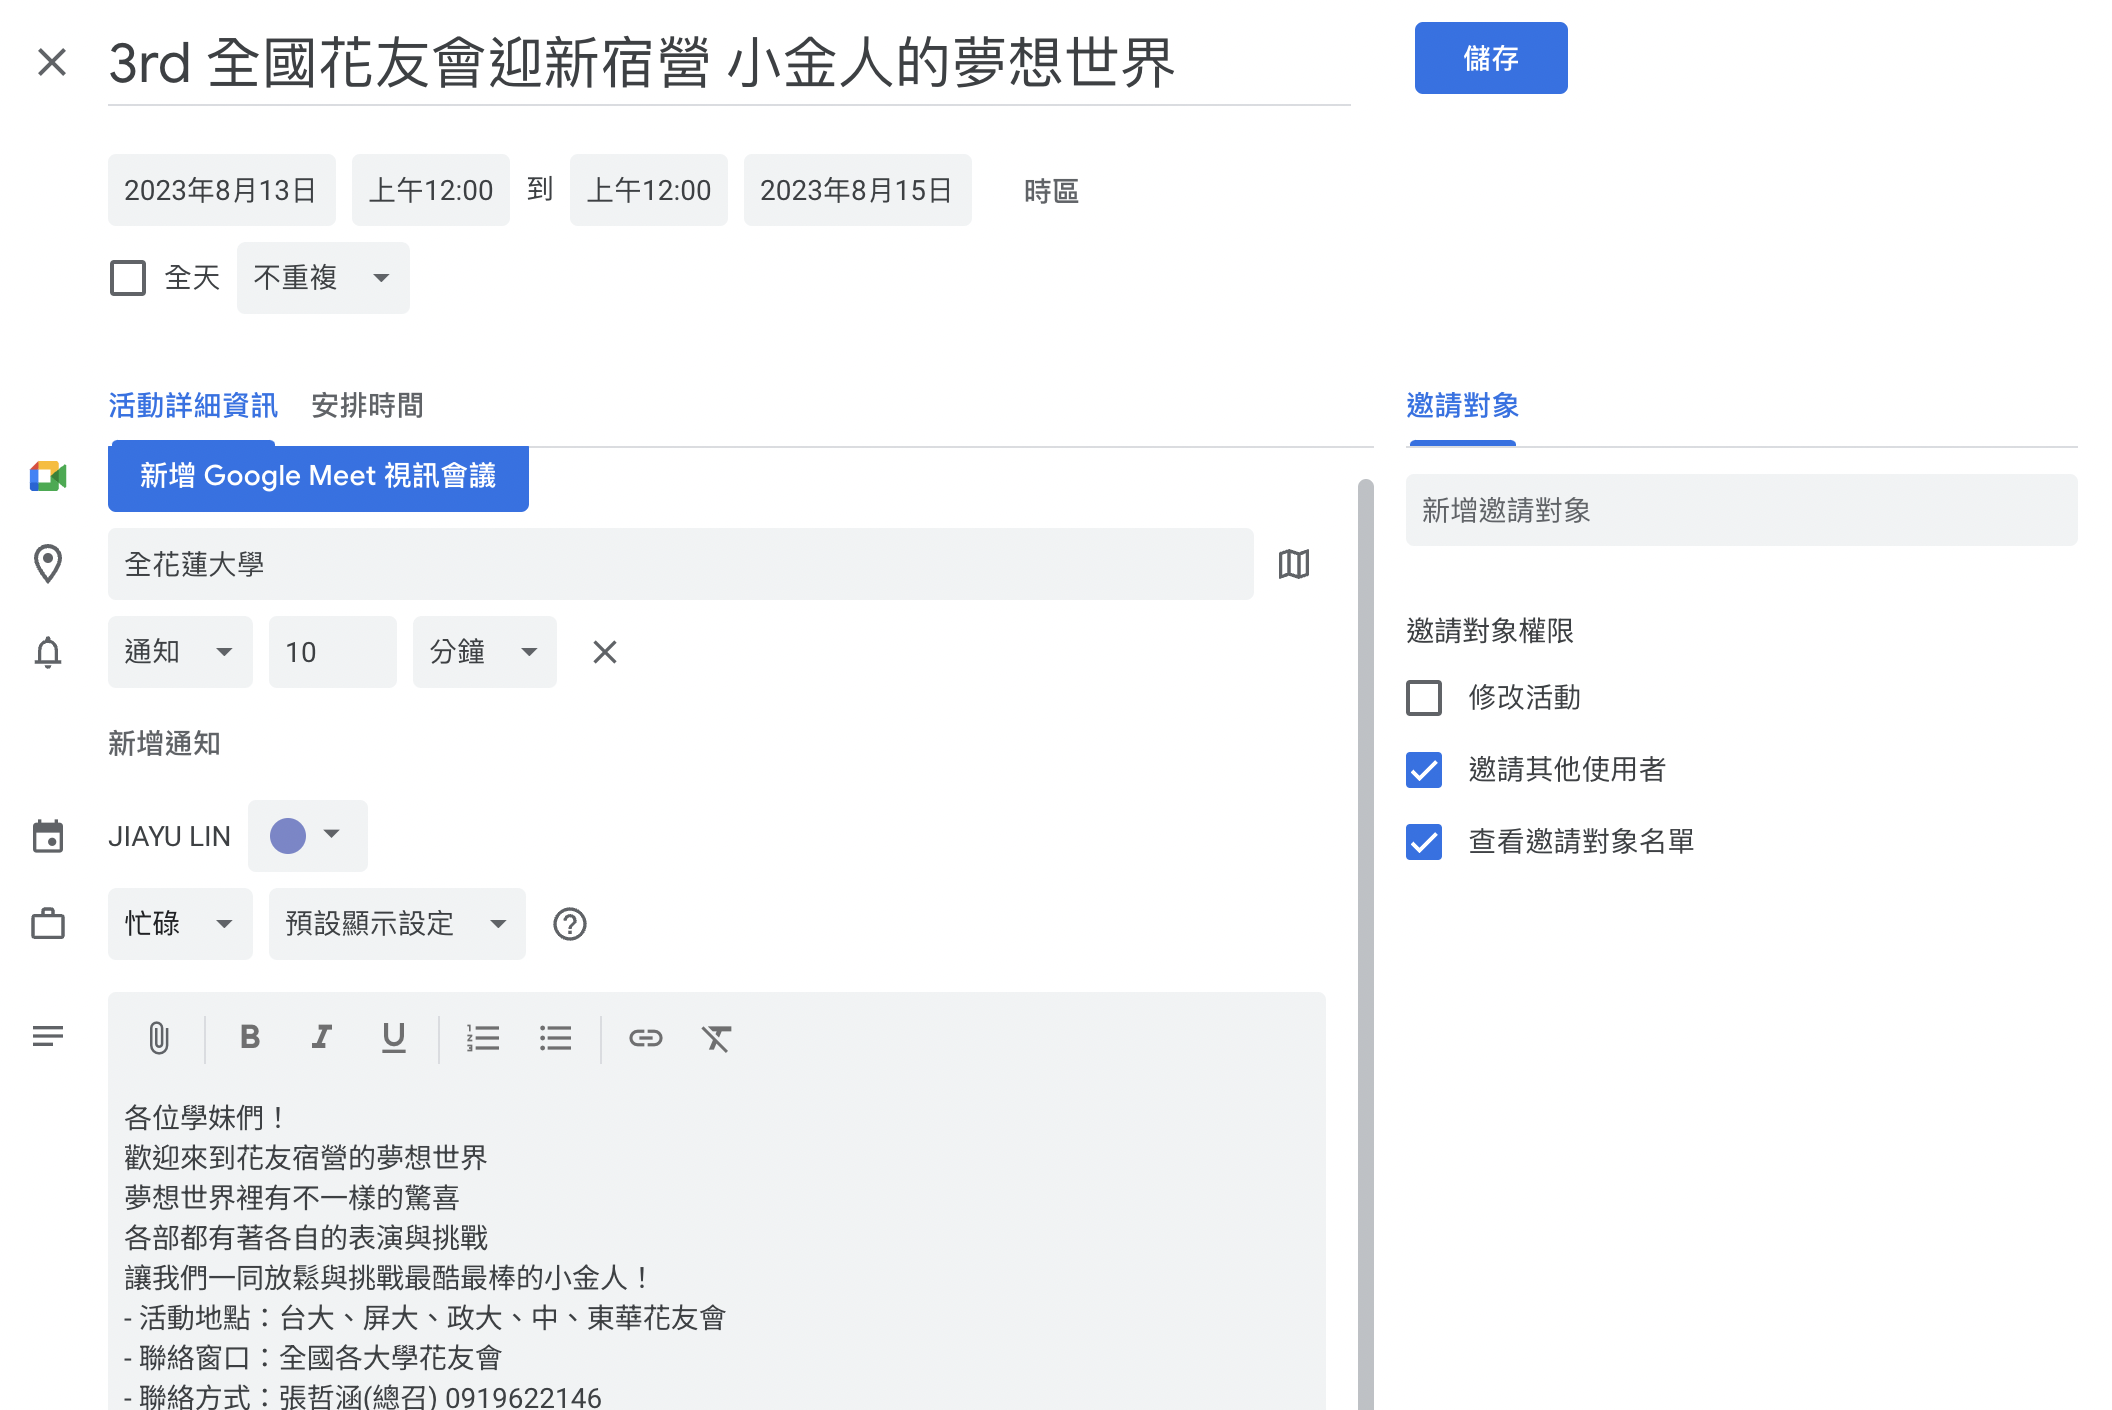 3rd 全國花友會迎新宿營 小金人的夢想世界
儲存
2023年8月13日 上午12:00 到 上午12:00 2023年8月15日 時區
全天 不重複
活動詳細資訊 安排時間
新增 Google Meet 視訊會議
全花蓮大學
通知 10 分鐘
新增通知
JIAYU LIN
忙碌 預設顯示設定
B I U
各位學妹們！
歡迎來到花友宿營的夢想世界
夢想世界裡有不一樣的驚喜
各部都有著各自的表演與挑戰
讓我們一同放鬆與挑戰最酷最棒的小金人！
- 活動地點：台大、屏大、政大、中、東華花友會
- 聯絡窗口：全國各大學花友會
- 聯絡方式：張哲涵(總召) 0919622146
邀請對象
新增邀請對象
邀請對象權限
修改活動
邀請其他使用者
查看邀請對象名單